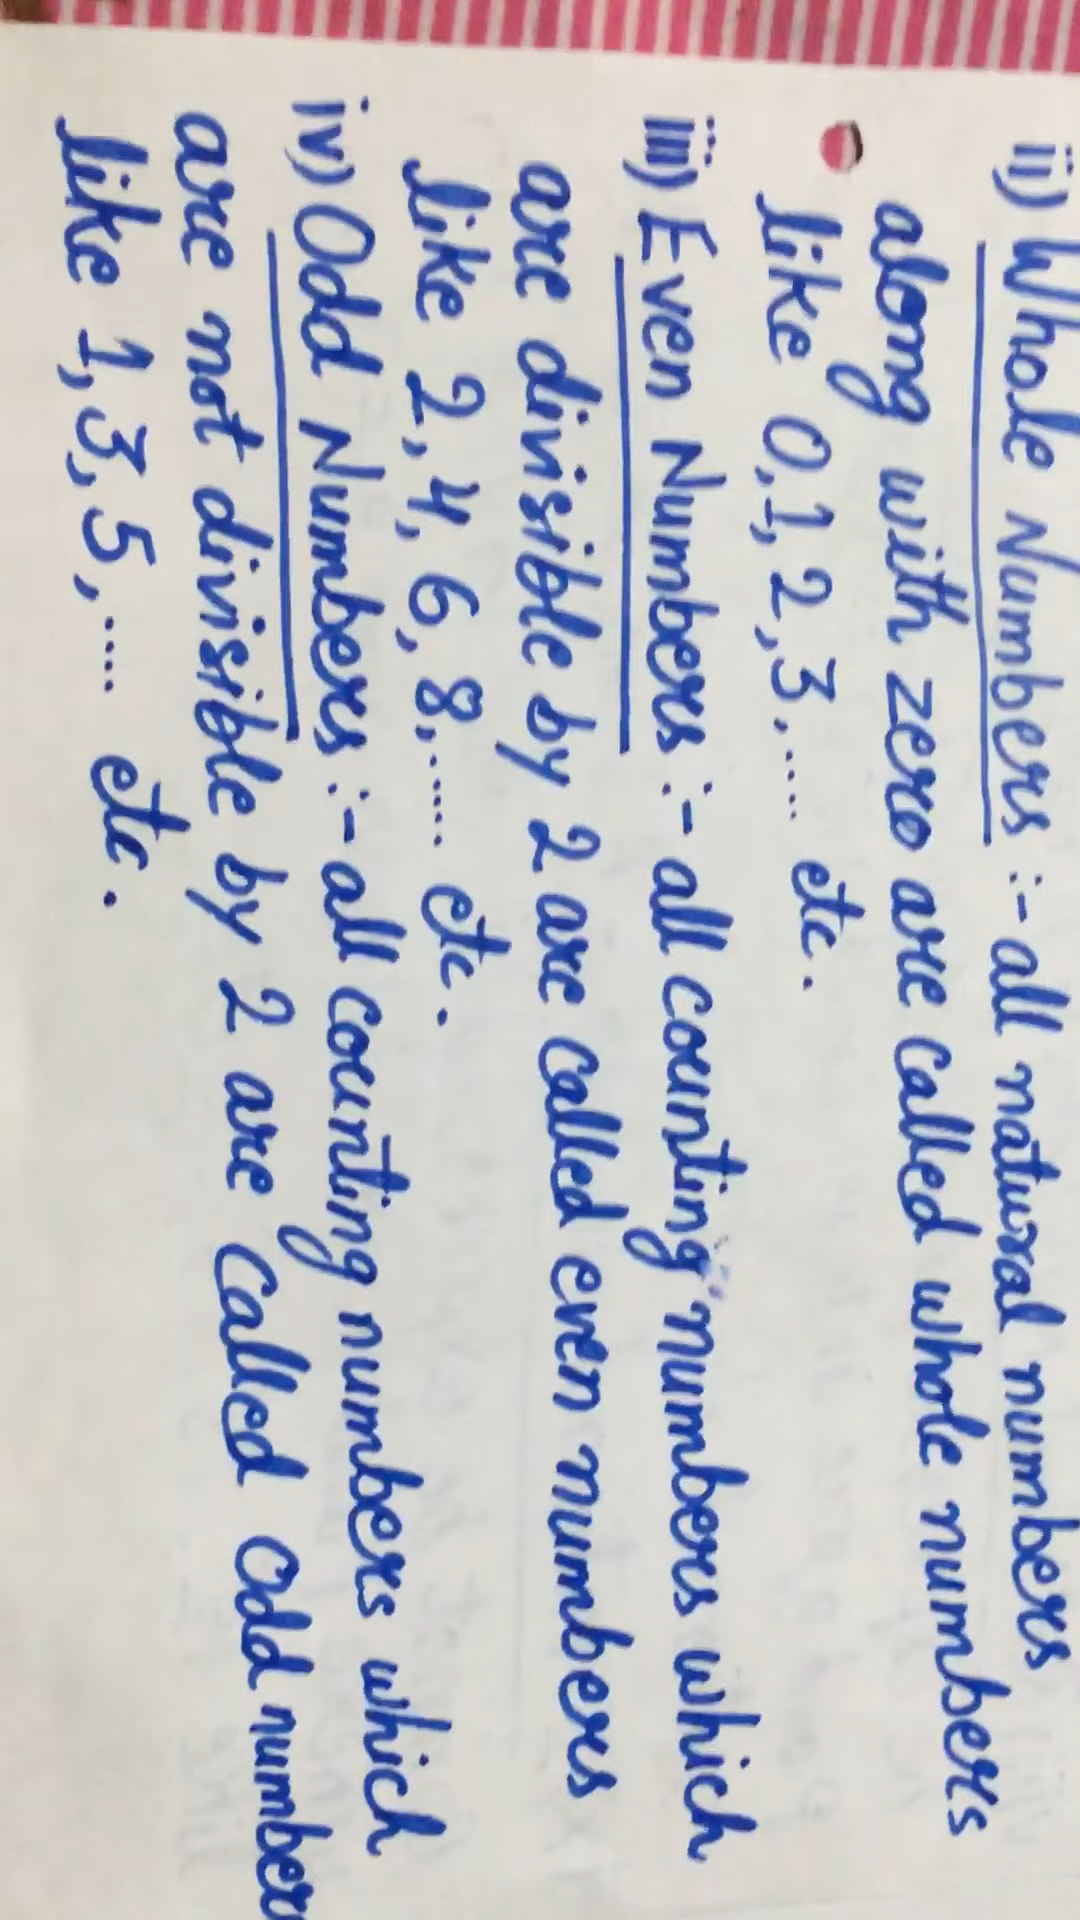 ii) Whole Numbers :- all natural numbers
along with zero are called whole numbers
like 0,1,2,3,.... etc.
iii) Even Numbers :- all counting numbers which
are divisible by 2 are called even numbers
like 2,4,6,8,..... etc.
iv) Odd Numbers :- all counting numbers which
are not divisible by 2 are called odd number
like 1,3,5,.... etc.